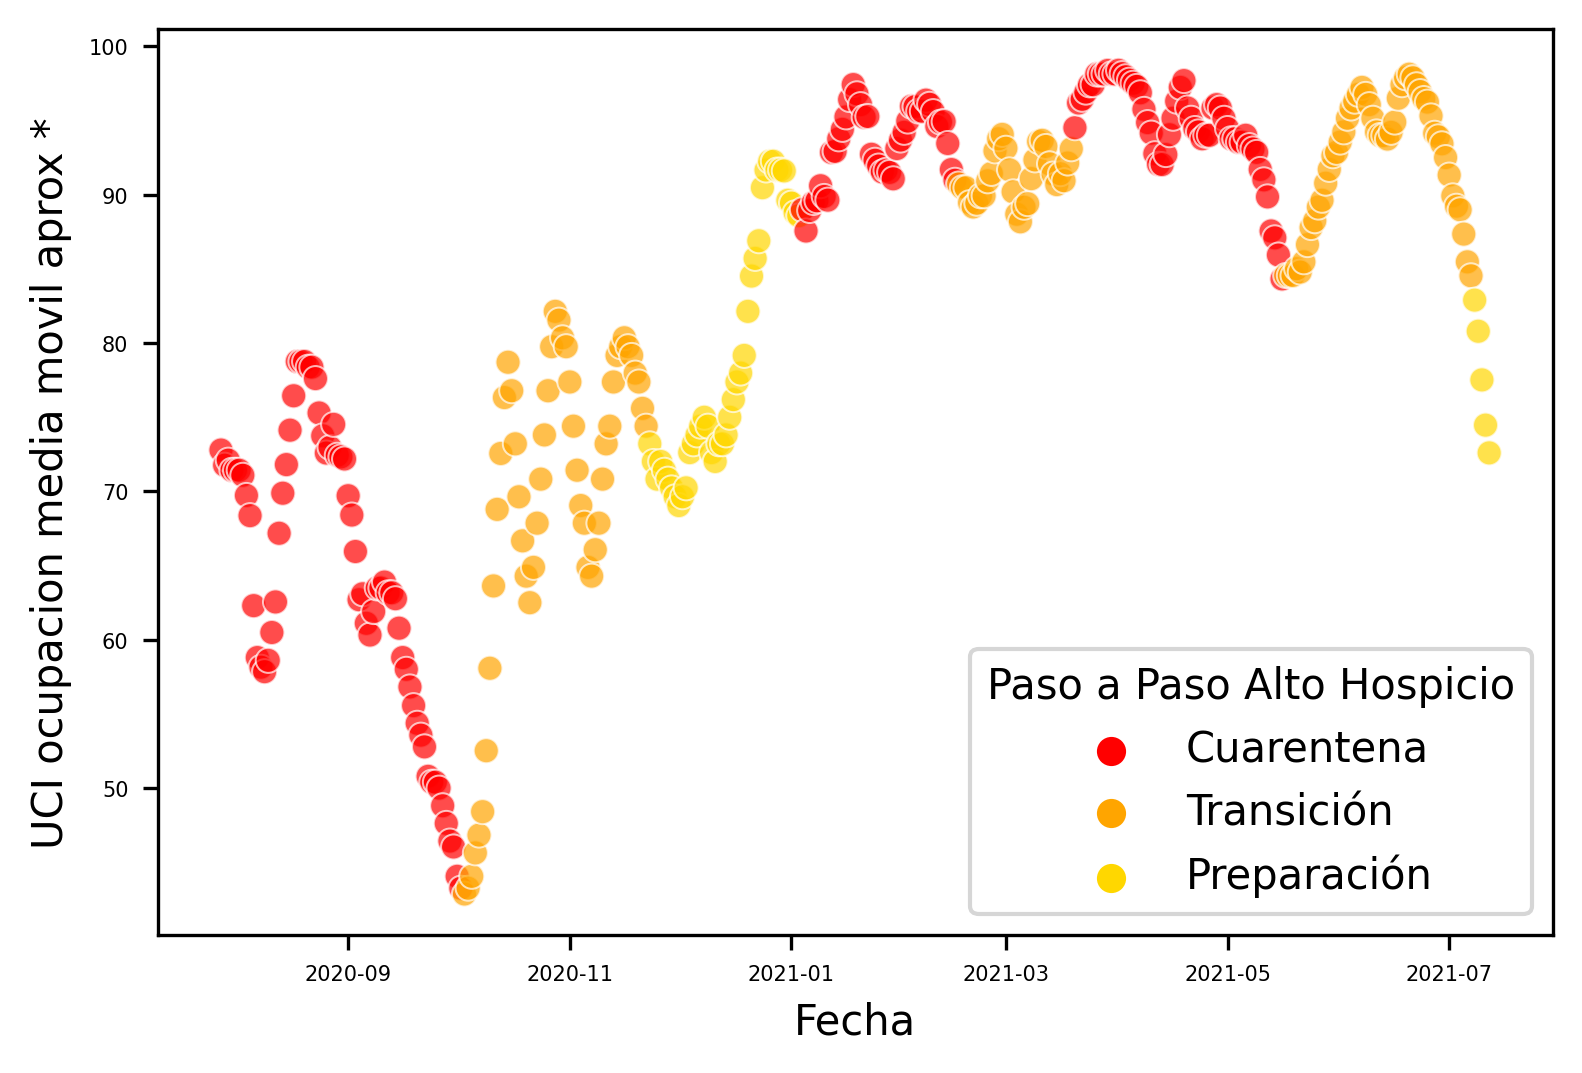 100
90
80
70
60
50
UCI ocupacion media movil aprox *
Paso a Paso Alto Hospicio
Cuarentena
Transición
Preparación
2020-09
2020-11
2021-01
2021-03
2021-05
2021-07
Fecha